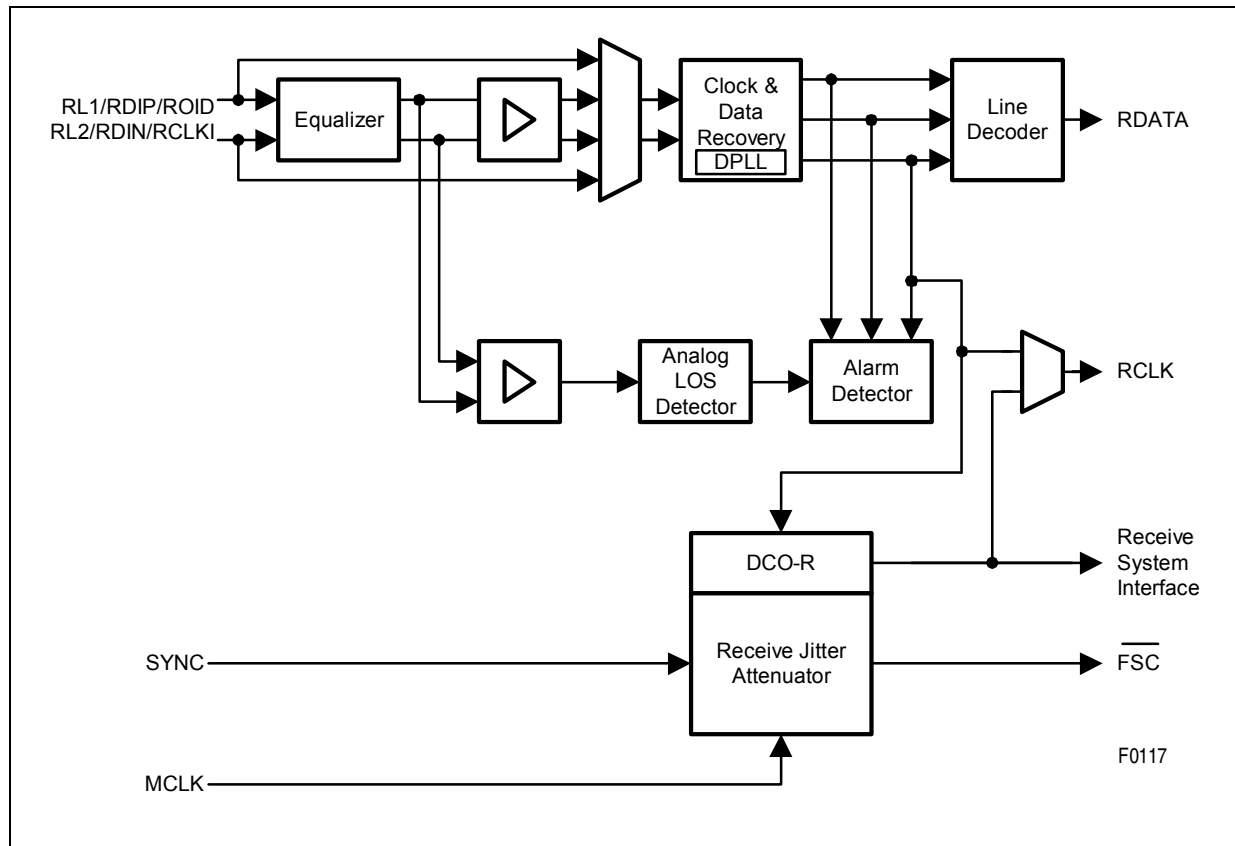 RL1/RDIP/ROID
RL2/RDIN/RCLKI
Equalizer
Clock &
Data
Recovery
DPLL
Line
Decoder
RDATA
Analog
LOS
Detector
Alarm
Detector
RCLK
DCO-R
Receive
System
Interface
SYNC
Receive Jitter
Attenuator
FSC
MCLK
F0117